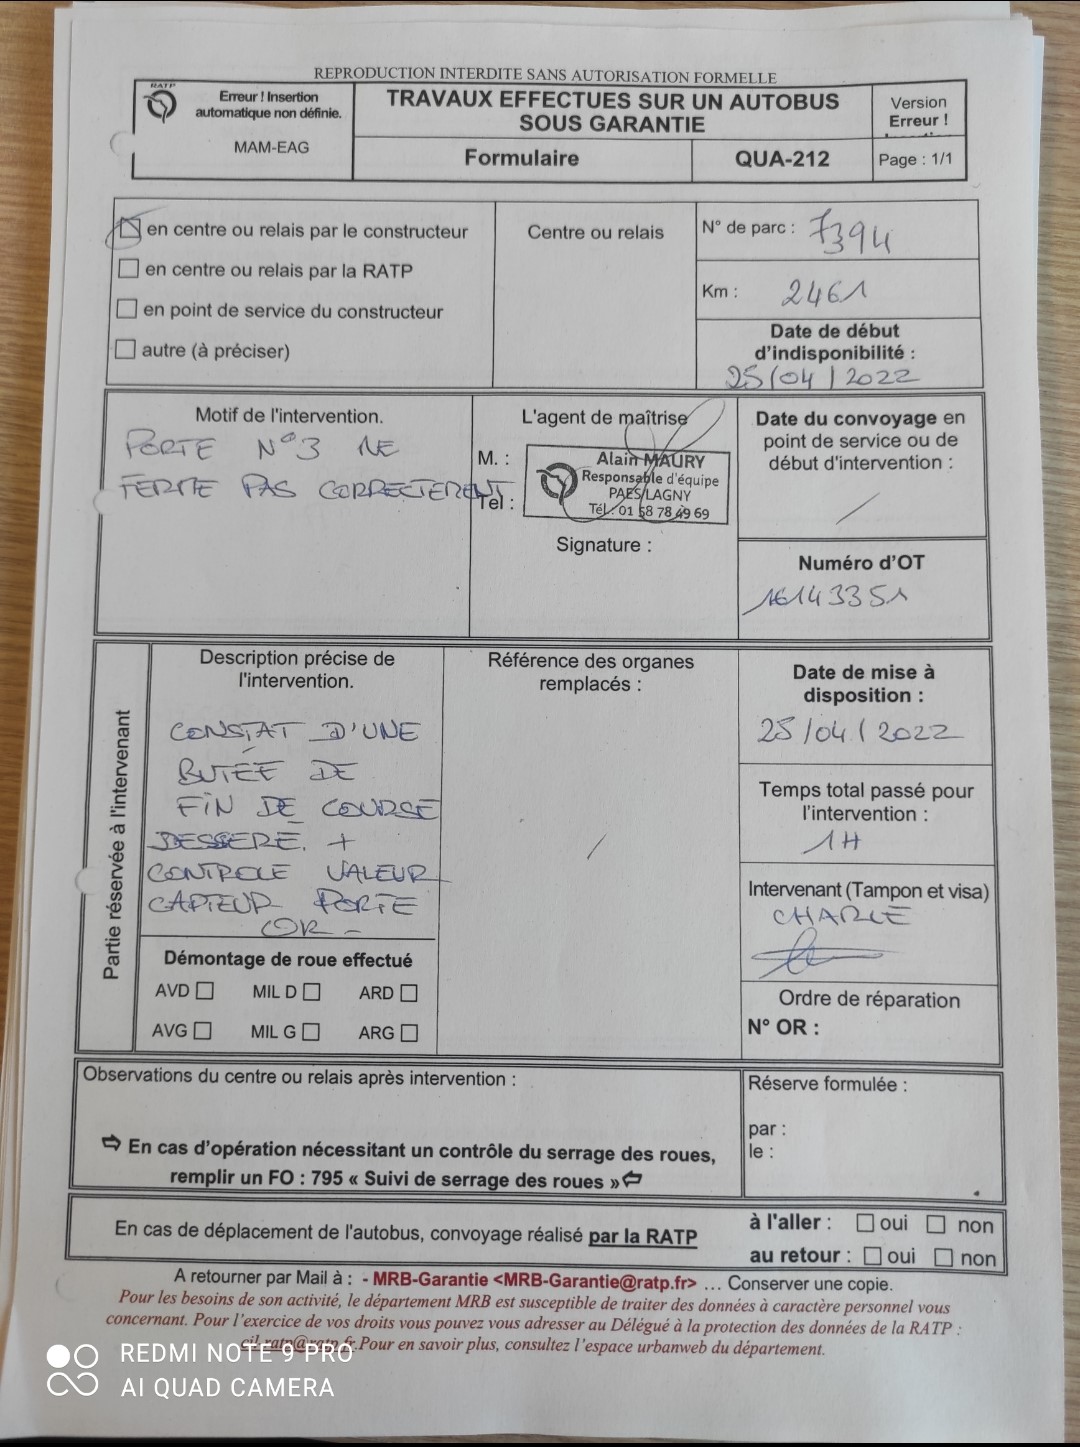 REPRODUCTION INTERDITE SANS AUTORISATION FORMELLE
RATP
Erreur ! Insertion
automatique non définie.
MAM-EAG
TRAVAUX EFFECTUES SUR UN AUTOBUS
SOUS GARANTIE
Version
Erreur !
Formulaire
QUA-212
Page : 1/1
en centre ou relais par le constructeur
en centre ou relais par la RATP
en point de service du constructeur
autre (à préciser)
Centre ou relais
N° de parc : 7394
Km : 2461
Date de début
d'indisponibilité :
25/04/2022
Motif de l'intervention.
PORTE N°3 NE
FERME PAS CORRECTEMENT
L'agent de maîtrise
M. :
Tel :
Alain MAURY
Responsable d'équipe
PAES/LAGNY
Tél : 01 58 78 49 69
Signature :
Date du convoyage en
point de service ou de
début d'intervention :
/
Numéro d'OT
16143351
Partie réservée à l'intervenant
Description précise de
l'intervention.
CONSTAT D'UNE
BUTÉE DE
FIN DE COURSE
DESSERE. +
CONTROLE VALEUR
CAPTEUR PORTE
OK -
Démontage de roue effectué
AVD MIL D ARD
AVG MIL G ARG
Référence des organes
remplacés :
/
Date de mise à
disposition :
25/04/2022
Temps total passé pour
l'intervention :
1H
Intervenant (Tampon et visa)
CHARLE
Ordre de réparation
N° OR :
Observations du centre ou relais après intervention :
⇨ En cas d'opération nécessitant un contrôle du serrage des roues,
remplir un FO : 795 « Suivi de serrage des roues »⇦
Réserve formulée :
par :
le :
En cas de déplacement de l'autobus, convoyage réalisé par la RATP
à l'aller : oui non
au retour : oui non
A retourner par Mail à : - MRB-Garantie <MRB-Garantie@ratp.fr> ... Conserver une copie.
Pour les besoins de son activité, le département MRB est susceptible de traiter des données à caractère personnel vous
concernant. Pour l'exercice de vos droits vous pouvez vous adresser au Délégué à la protection des données de la RATP :
cil.ratp@ratp.fr.Pour en savoir plus, consultez l'espace urbanweb du département.
REDMI NOTE 9 PRO
AI QUAD CAMERA